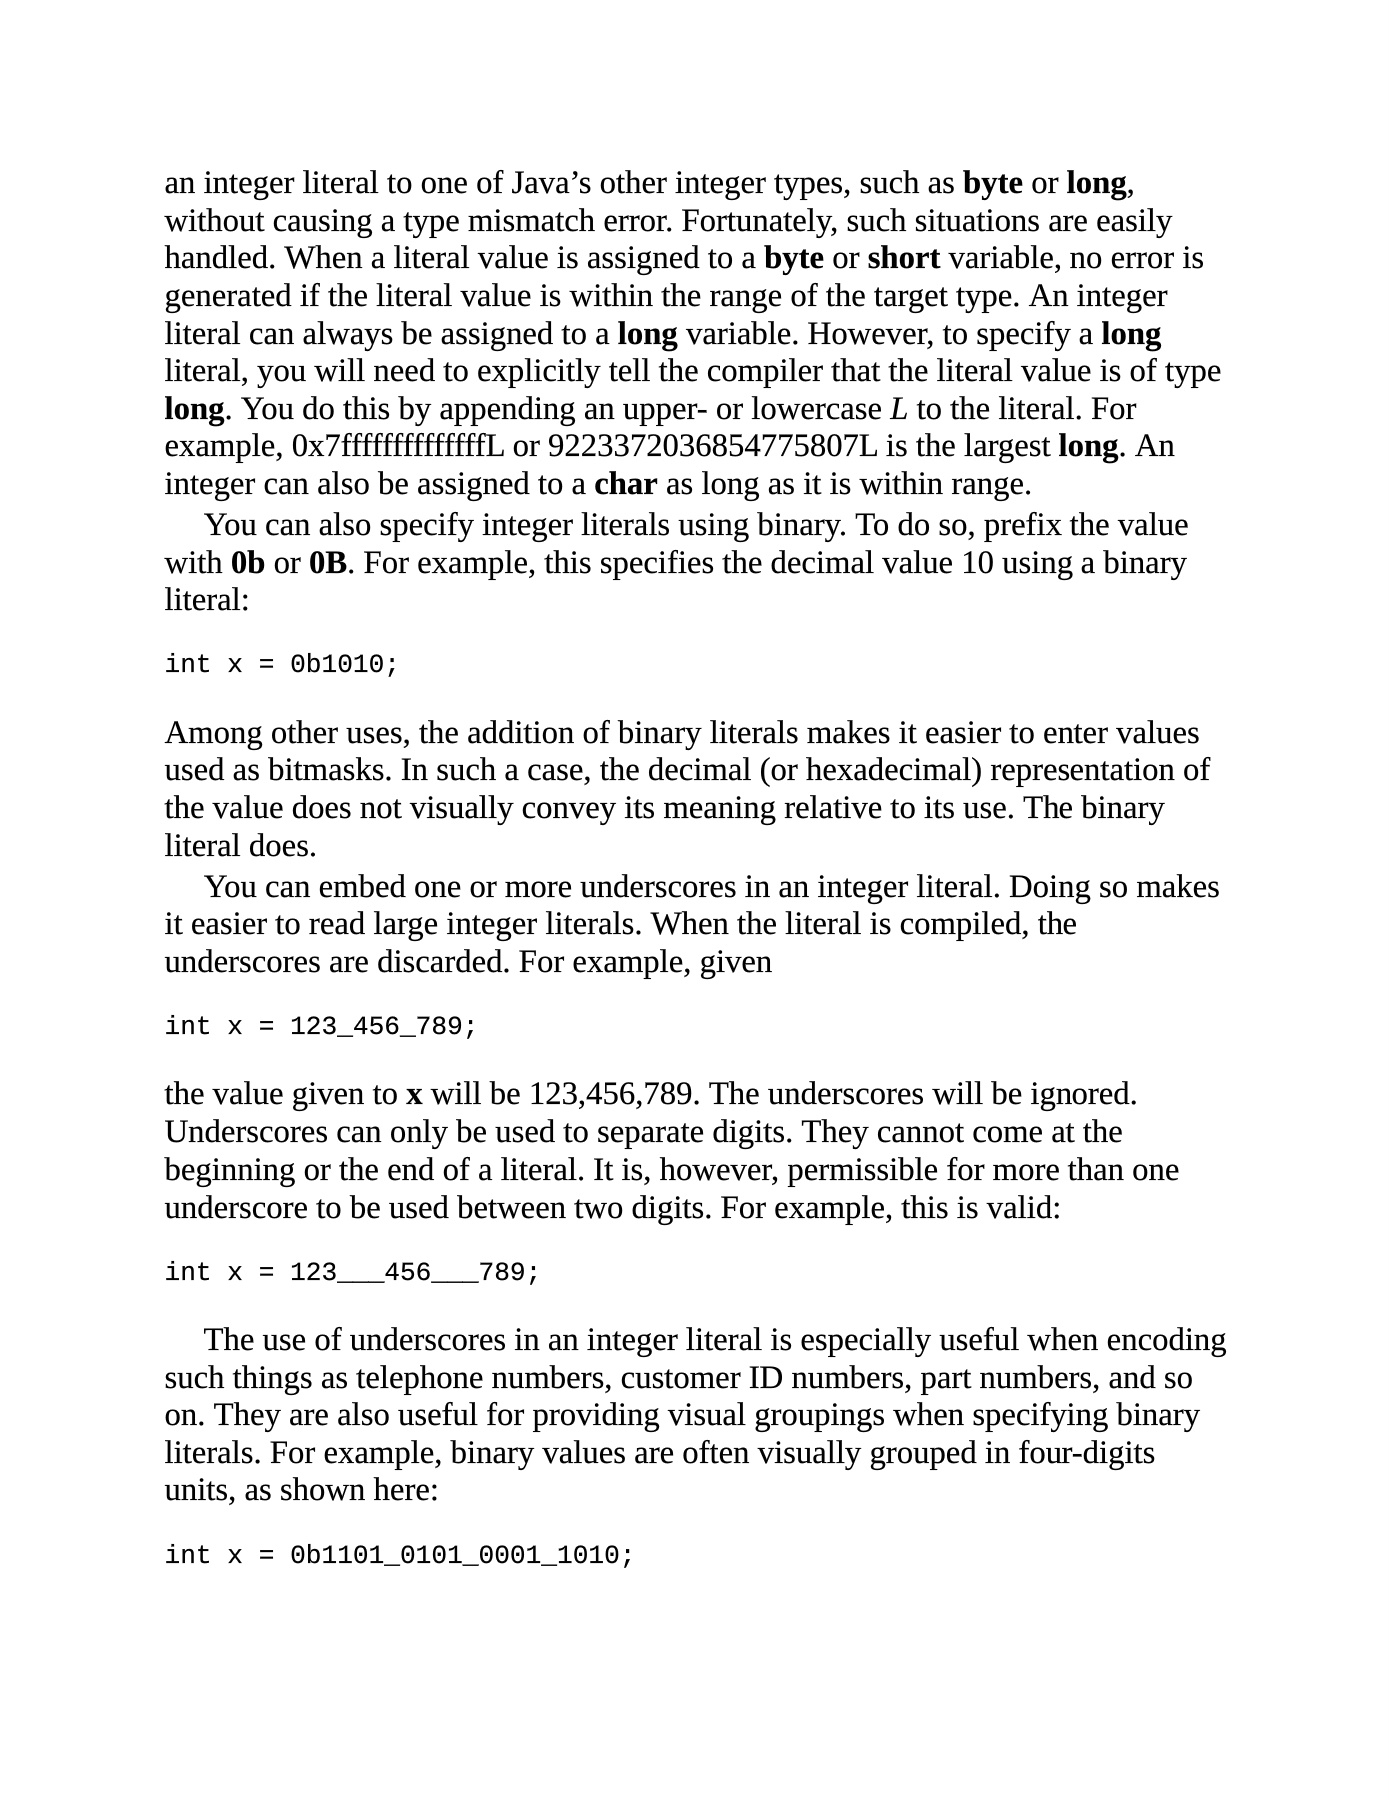 an integer literal to one of Java’s other integer types, such as byte or long,
without causing a type mismatch error. Fortunately, such situations are easily
handled. When a literal value is assigned to a byte or short variable, no error is
generated if the literal value is within the range of the target type. An integer
literal can always be assigned to a long variable. However, to specify a long
literal, you will need to explicitly tell the compiler that the literal value is of type
long. You do this by appending an upper- or lowercase L to the literal. For
example, 0x7ffffffffffffffL or 9223372036854775807L is the largest long. An
integer can also be assigned to a char as long as it is within range.
You can also specify integer literals using binary. To do so, prefix the value
with 0b or 0B. For example, this specifies the decimal value 10 using a binary
literal:
int x = 0b1010;
Among other uses, the addition of binary literals makes it easier to enter values
used as bitmasks. In such a case, the decimal (or hexadecimal) representation of
the value does not visually convey its meaning relative to its use. The binary
literal does.
You can embed one or more underscores in an integer literal. Doing so makes
it easier to read large integer literals. When the literal is compiled, the
underscores are discarded. For example, given
int x = 123_456_789;
the value given to x will be 123,456,789. The underscores will be ignored.
Underscores can only be used to separate digits. They cannot come at the
beginning or the end of a literal. It is, however, permissible for more than one
underscore to be used between two digits. For example, this is valid:
int x = 123___456___789;
The use of underscores in an integer literal is especially useful when encoding
such things as telephone numbers, customer ID numbers, part numbers, and so
on. They are also useful for providing visual groupings when specifying binary
literals. For example, binary values are often visually grouped in four-digits
units, as shown here:
int x = 0b1101_0101_0001_1010;